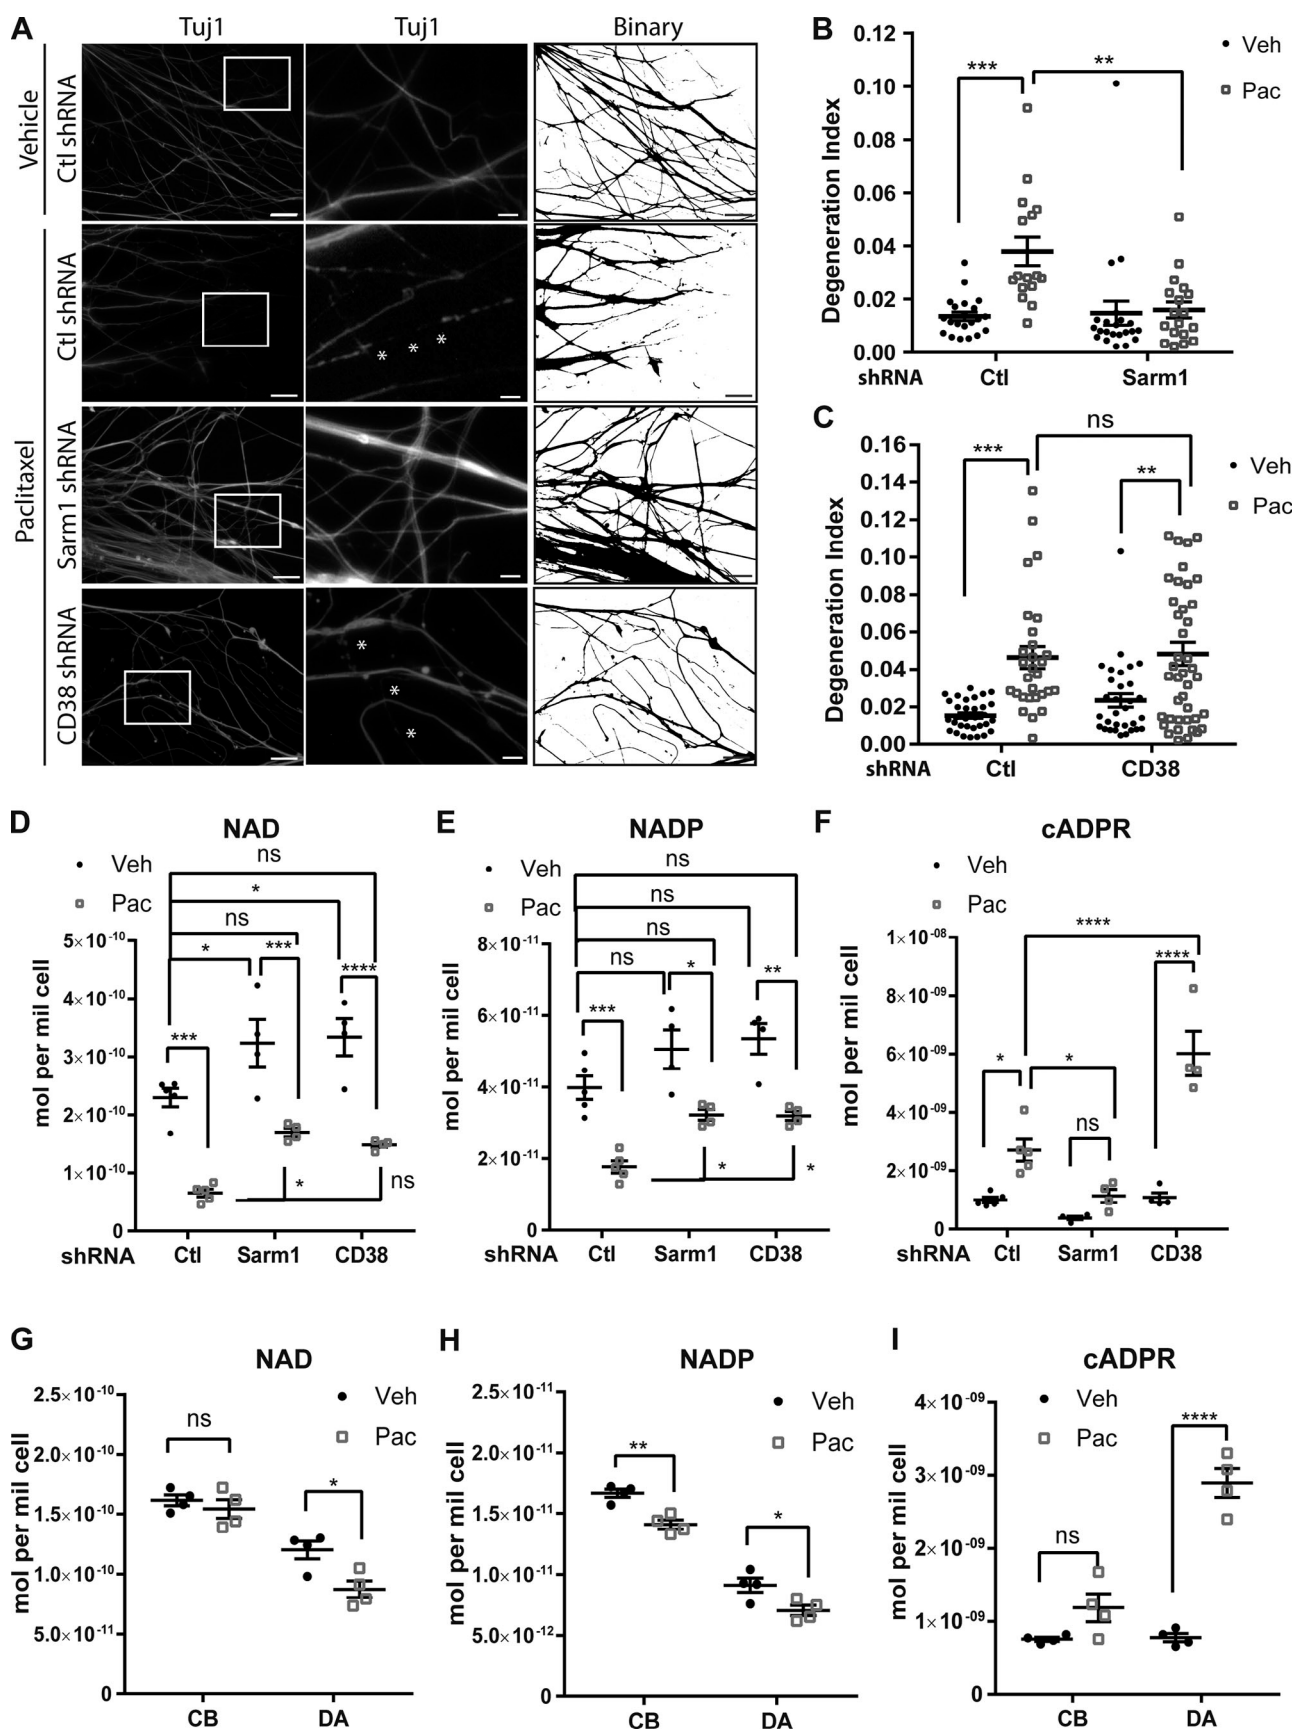 A
Tuj1
Tuj1
Binary
Vehicle
Ctl shRNA
Paclitaxel
Ctl shRNA
* * *
Sarm1 shRNA
CD38 shRNA
*
*
*
B
Veh
Pac
Degeneration Index
0.12
0.10
0.08
0.06
0.04
0.02
0.00
***
**
shRNA Ctl Sarm1
C
Veh
Pac
Degeneration Index
0.16
0.14
0.12
0.10
0.08
0.06
0.04
0.02
0.00
***
ns
**
shRNA Ctl CD38
D
NAD
Veh
Pac
ns
*
ns
* ***
****
***
mol per mil cell
5×10⁻¹⁰
4×10⁻¹⁰
3×10⁻¹⁰
2×10⁻¹⁰
1×10⁻¹⁰
0
* ns
shRNA Ctl Sarm1 CD38
E
NADP
Veh
Pac
ns
ns
ns
ns * **
***
mol per mil cell
8×10⁻¹¹
6×10⁻¹¹
4×10⁻¹¹
2×10⁻¹¹
0
* *
shRNA Ctl Sarm1 CD38
F
cADPR
Veh
Pac
****
****
* *
ns
mol per mil cell
1×10⁻⁰⁸
8×10⁻⁰⁹
6×10⁻⁰⁹
4×10⁻⁰⁹
2×10⁻⁰⁹
0
shRNA Ctl Sarm1 CD38
G
NAD
Veh
Pac
ns
*
mol per mil cell
2.5×10⁻¹⁰
2.0×10⁻¹⁰
1.5×10⁻¹⁰
1.0×10⁻¹⁰
5.0×10⁻¹¹
0
CB DA
H
NADP
Veh
Pac
**
*
mol per mil cell
2.5×10⁻¹¹
2.0×10⁻¹¹
1.5×10⁻¹¹
1.0×10⁻¹¹
5.0×10⁻¹²
0
CB DA
I
cADPR
Veh
Pac
****
ns
mol per mil cell
4×10⁻⁰⁹
3×10⁻⁰⁹
2×10⁻⁰⁹
1×10⁻⁰⁹
0
CB DA